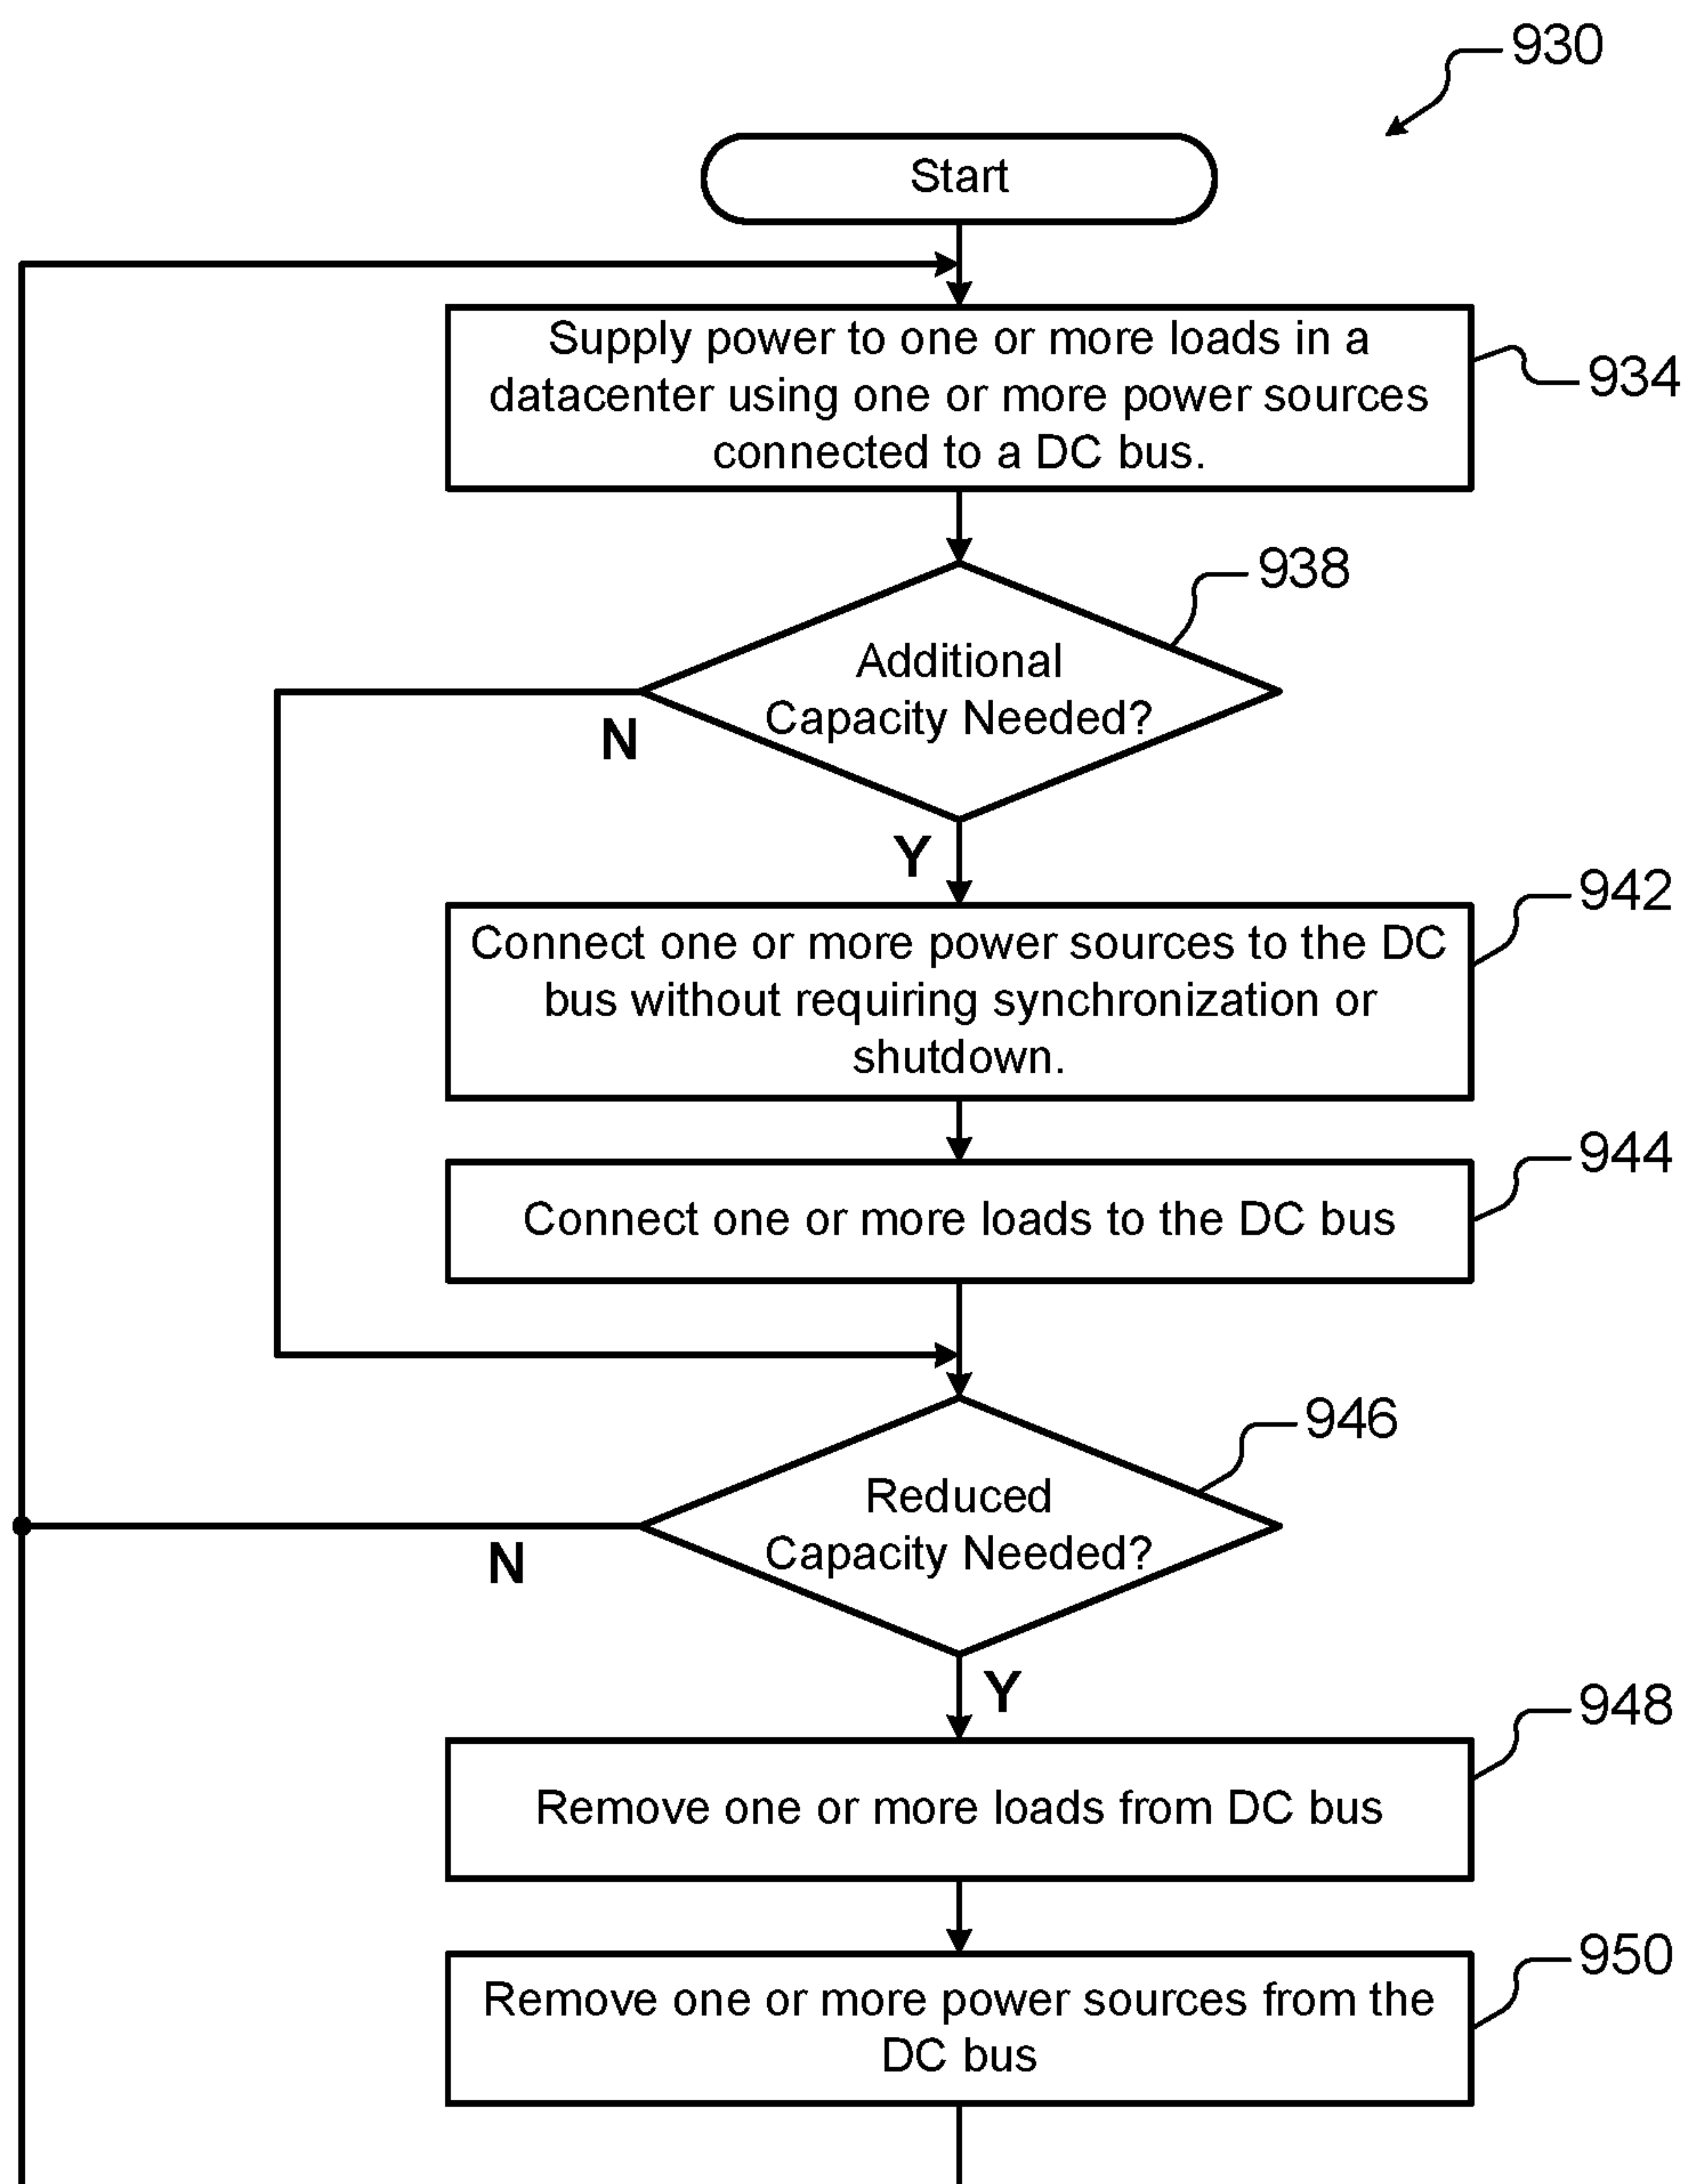 930
Start
Supply power to one or more loads in a
datacenter using one or more power sources
connected to a DC bus.
934
938
Additional
Capacity Needed?
N
Y
942
Connect one or more power sources to the DC
bus without requiring synchronization or
shutdown.
944
Connect one or more loads to the DC bus
946
Reduced
Capacity Needed?
N
Y
948
Remove one or more loads from DC bus
950
Remove one or more power sources from the
DC bus